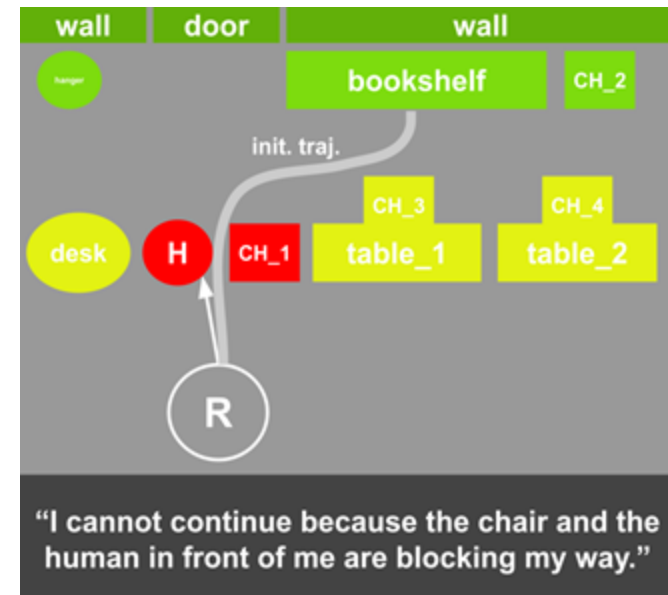 wall door wall
hanger
bookshelf CH_2
init. traj.
CH_3 CH_4
desk H CH_1 table_1 table_2
R
“I cannot continue because the chair and the
human in front of me are blocking my way.”